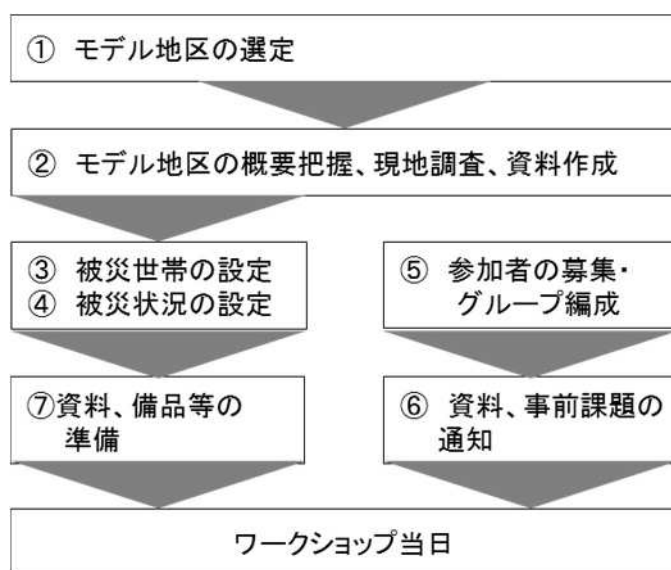 ① モデル地区の選定
② モデル地区の概要把握、現地調査、資料作成
③ 被災世帯の設定
④ 被災状況の設定
⑤ 参加者の募集・
グループ編成
⑦資料、備品等の
準備
⑥ 資料、事前課題の
通知
ワークショップ当日